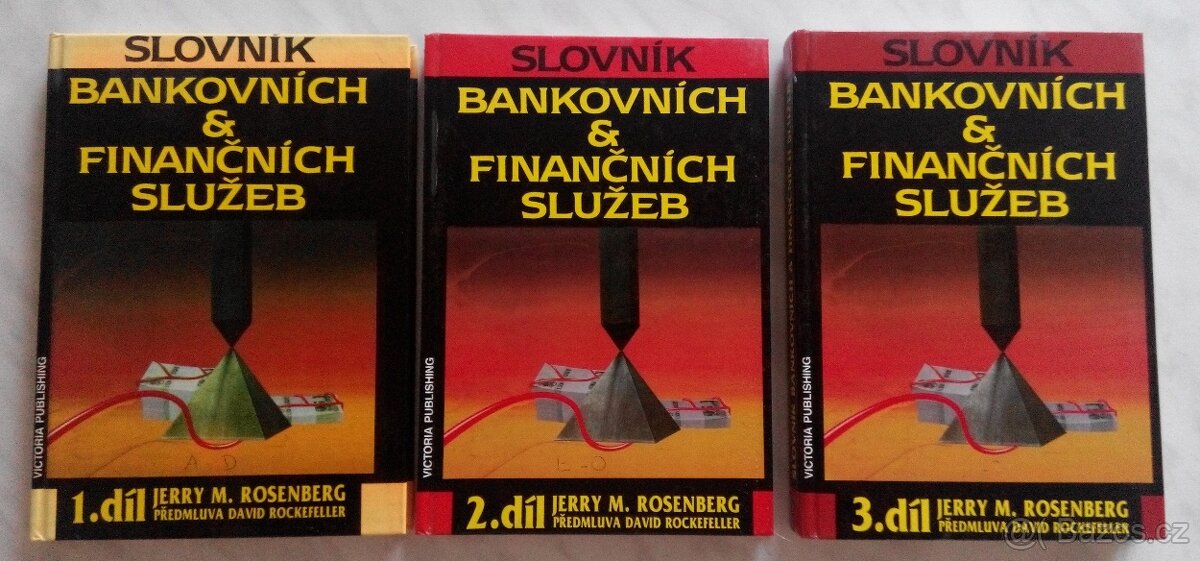 SLOVNÍK
BANKOVNÍCH
&
FINANČNÍCH
SLUŽEB
VICTORIA PUBLISHING
A-D
1.díl
JERRY M. ROSENBERG
PŘEDMLUVA DAVID ROCKEFELLER
SLOVNÍK
BANKOVNÍCH
&
FINANČNÍCH
SLUŽEB
VICTORIA PUBLISHING
E-O
2.díl
JERRY M. ROSENBERG
PŘEDMLUVA DAVID ROCKEFELLER
SLOVNÍK
BANKOVNÍCH
&
FINANČNÍCH
SLUŽEB
VICTORIA PUBLISHING
3.díl
JERRY M. ROSENBERG
PŘEDMLUVA DAVID ROCKEFELLER
Bazoš.cz